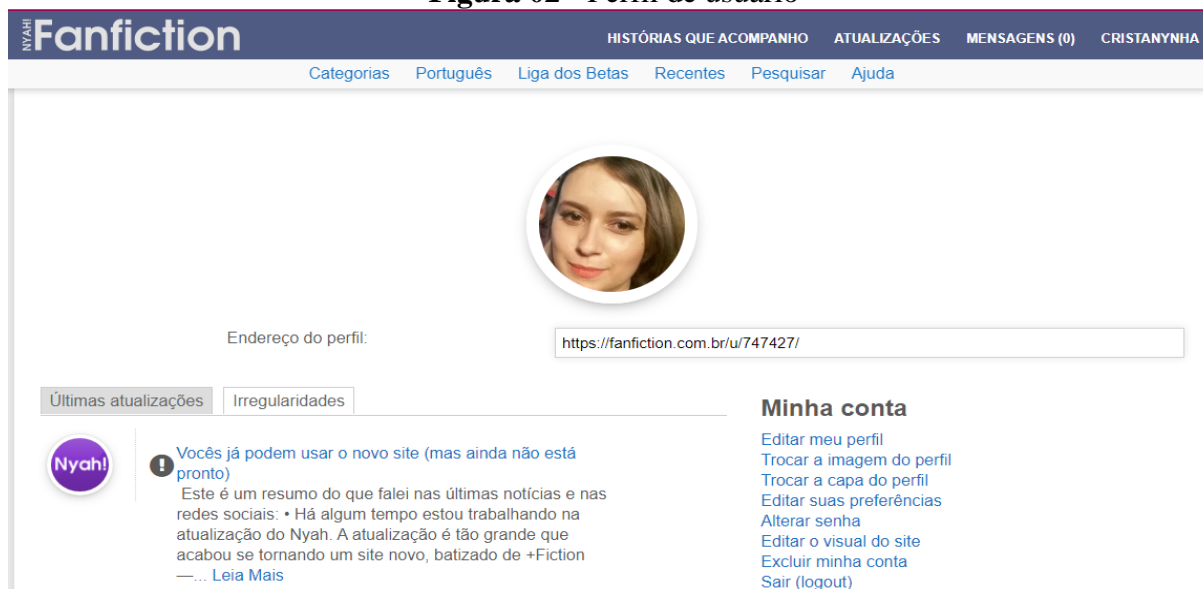 Figura 02 - Perfil de usuário
NYAH! Fanfiction
HISTÓRIAS QUE ACOMPANHO ATUALIZAÇÕES MENSAGENS (0) CRISTANYNHA
Categorias Português Liga dos Betas Recentes Pesquisar Ajuda
Endereço do perfil: https://fanfiction.com.br/u/747427/
Últimas atualizações Irregularidades
Nyah!
Vocês já podem usar o novo site (mas ainda não está
pronto)
Este é um resumo do que falei nas últimas notícias e nas
redes sociais: • Há algum tempo estou trabalhando na
atualização do Nyah. A atualização é tão grande que
acabou se tornando um site novo, batizado de +Fiction
—... Leia Mais
Minha conta
Editar meu perfil
Trocar a imagem do perfil
Trocar a capa do perfil
Editar suas preferências
Alterar senha
Editar o visual do site
Excluir minha conta
Sair (logout)